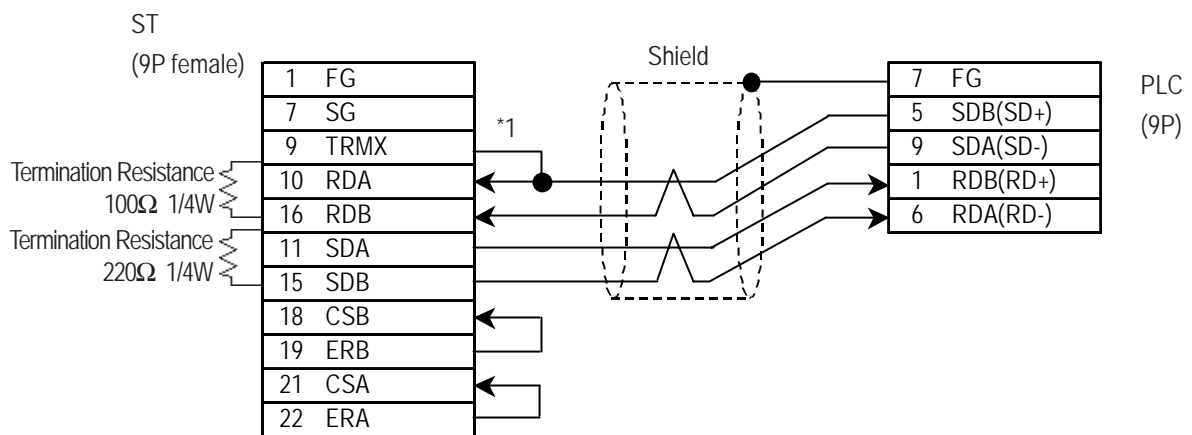 ST
(9P female)
Shield
PLC
(9P)
*1
Termination Resistance
100Ω 1/4W
Termination Resistance
220Ω 1/4W
1 FG
7 SG
9 TRMX
10 RDA
16 RDB
11 SDA
15 SDB
18 CSB
19 ERB
21 CSA
22 ERA
7 FG
5 SDB(SD+)
9 SDA(SD-)
1 RDB(RD+)
6 RDA(RD-)